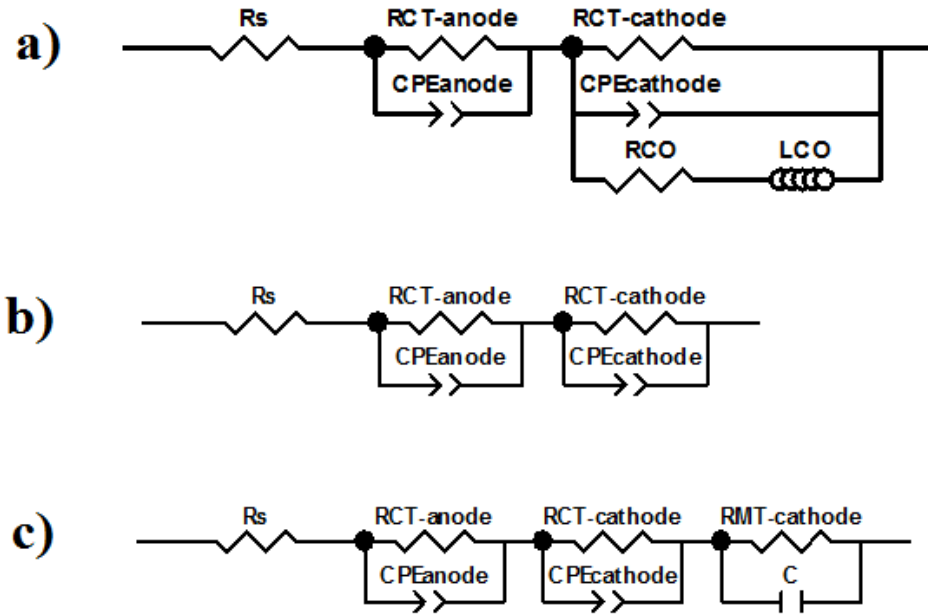 a)
Rs RCT-anode RCT-cathode
CPEanode CPEcathode
RCO LCO
b)
Rs RCT-anode RCT-cathode
CPEanode CPEcathode
c)
Rs RCT-anode RCT-cathode RMT-cathode
CPEanode CPEcathode C